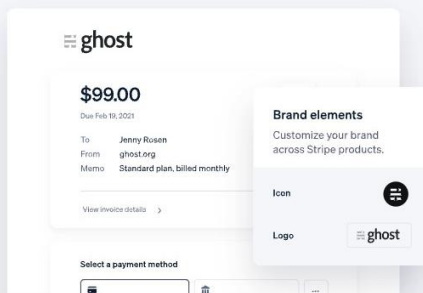 ghost
$99.00
Due Feb 19, 2021
To Jenny Rosen
From ghost.org
Memo Standard plan, billed monthly
View invoice details
Select a payment method
Brand elements
Customize your brand
across Stripe products.
Icon
Logo ghost